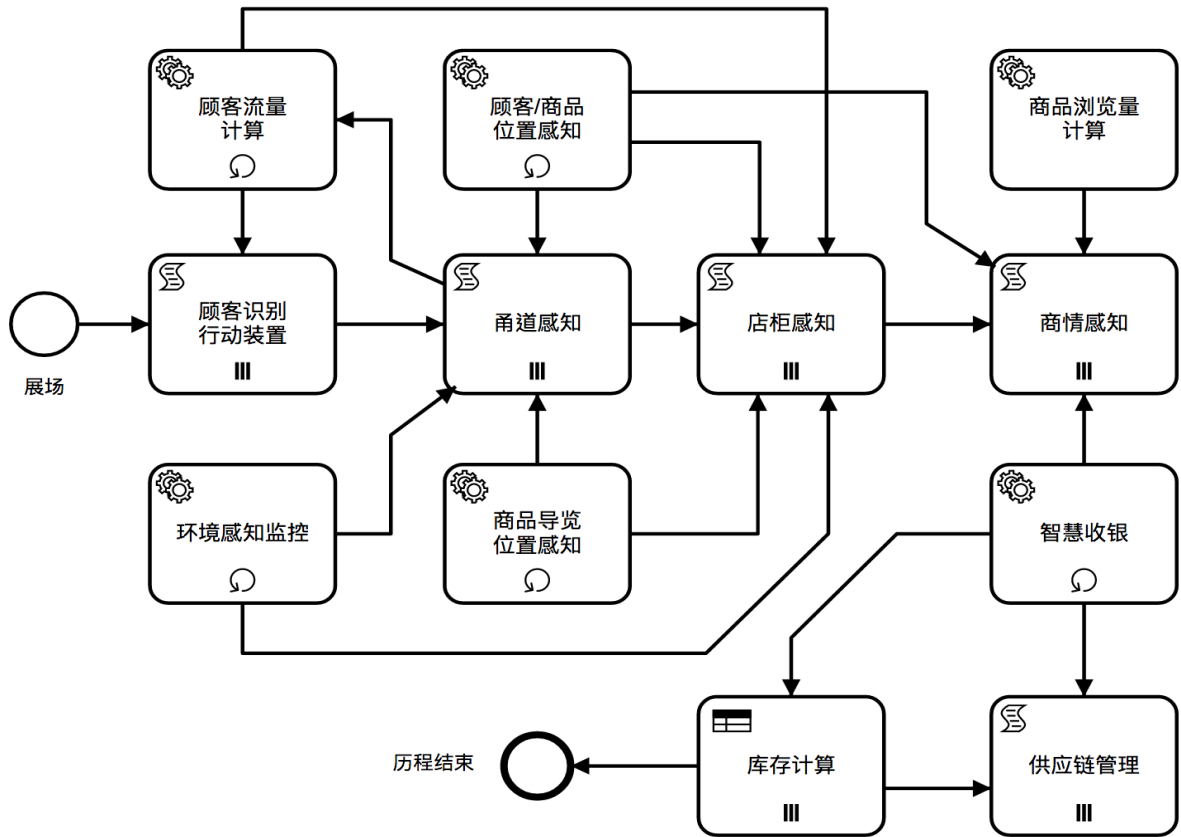 顾客流量
计算
顾客/商品
位置感知
商品浏览量
计算
展场
顾客识别
行动装置
甬道感知
店柜感知
商情感知
环境感知监控
商品导览
位置感知
智慧收银
历程结束
库存计算
供应链管理